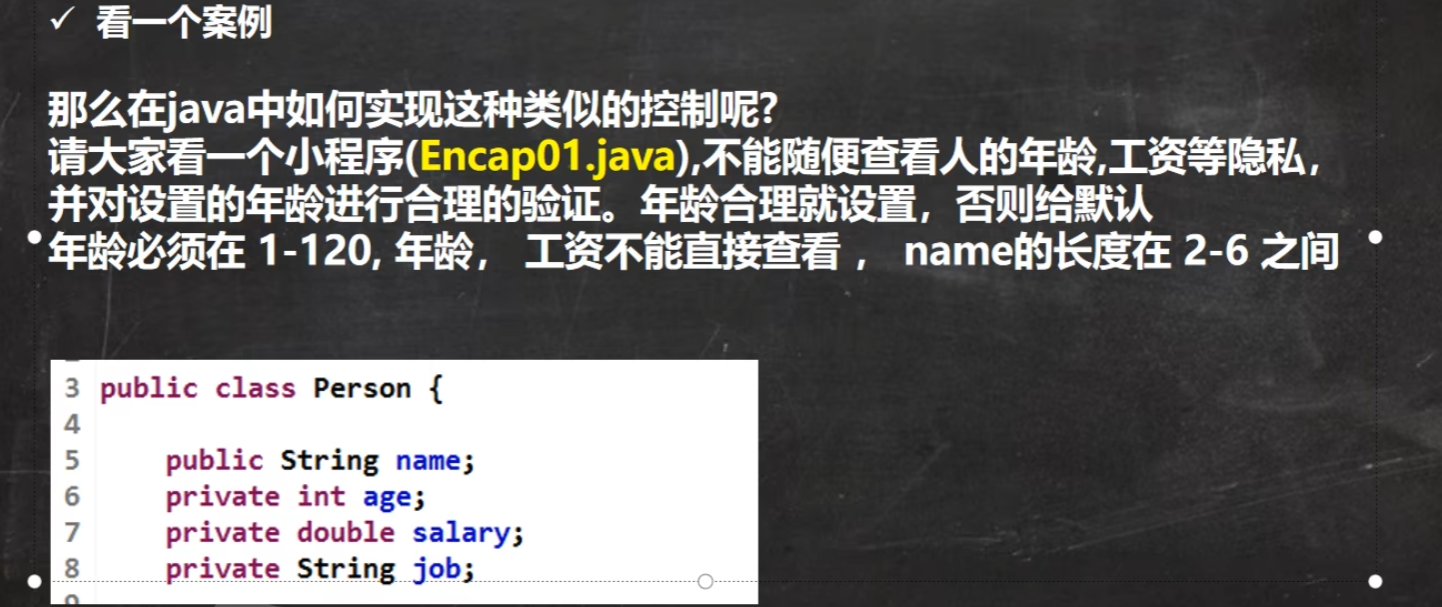 ✓ 看一个案例
那么在java中如何实现这种类似的控制呢?
请大家看一个小程序(Encap01.java),不能随便查看人的年龄,工资等隐私，
并对设置的年龄进行合理的验证。年龄合理就设置，否则给默认
年龄必须在 1-120, 年龄， 工资不能直接查看 ， name的长度在 2-6 之间
3 public class Person {
4
5 public String name;
6 private int age;
7 private double salary;
8 private String job;